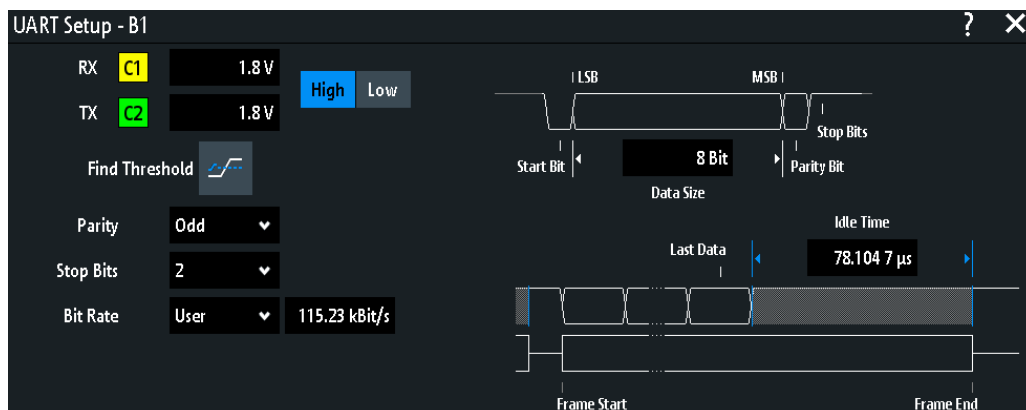 UART Setup - B1 ? ✕
RX C1 1.8 V
High Low
TX C2 1.8 V
Find Threshold
Parity Odd
Stop Bits 2
Bit Rate User 115.23 kBit/s
LSB MSB
Stop Bits
Start Bit 8 Bit Parity Bit
Data Size
Idle Time
Last Data 78.104 7 µs
Frame Start Frame End